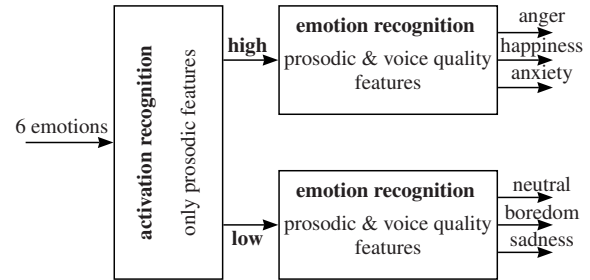 6 emotions
activation recognition
only prosodic features
high
emotion recognition
prosodic & voice quality
features
anger
happiness
anxiety
low
emotion recognition
prosodic & voice quality
features
neutral
boredom
sadness